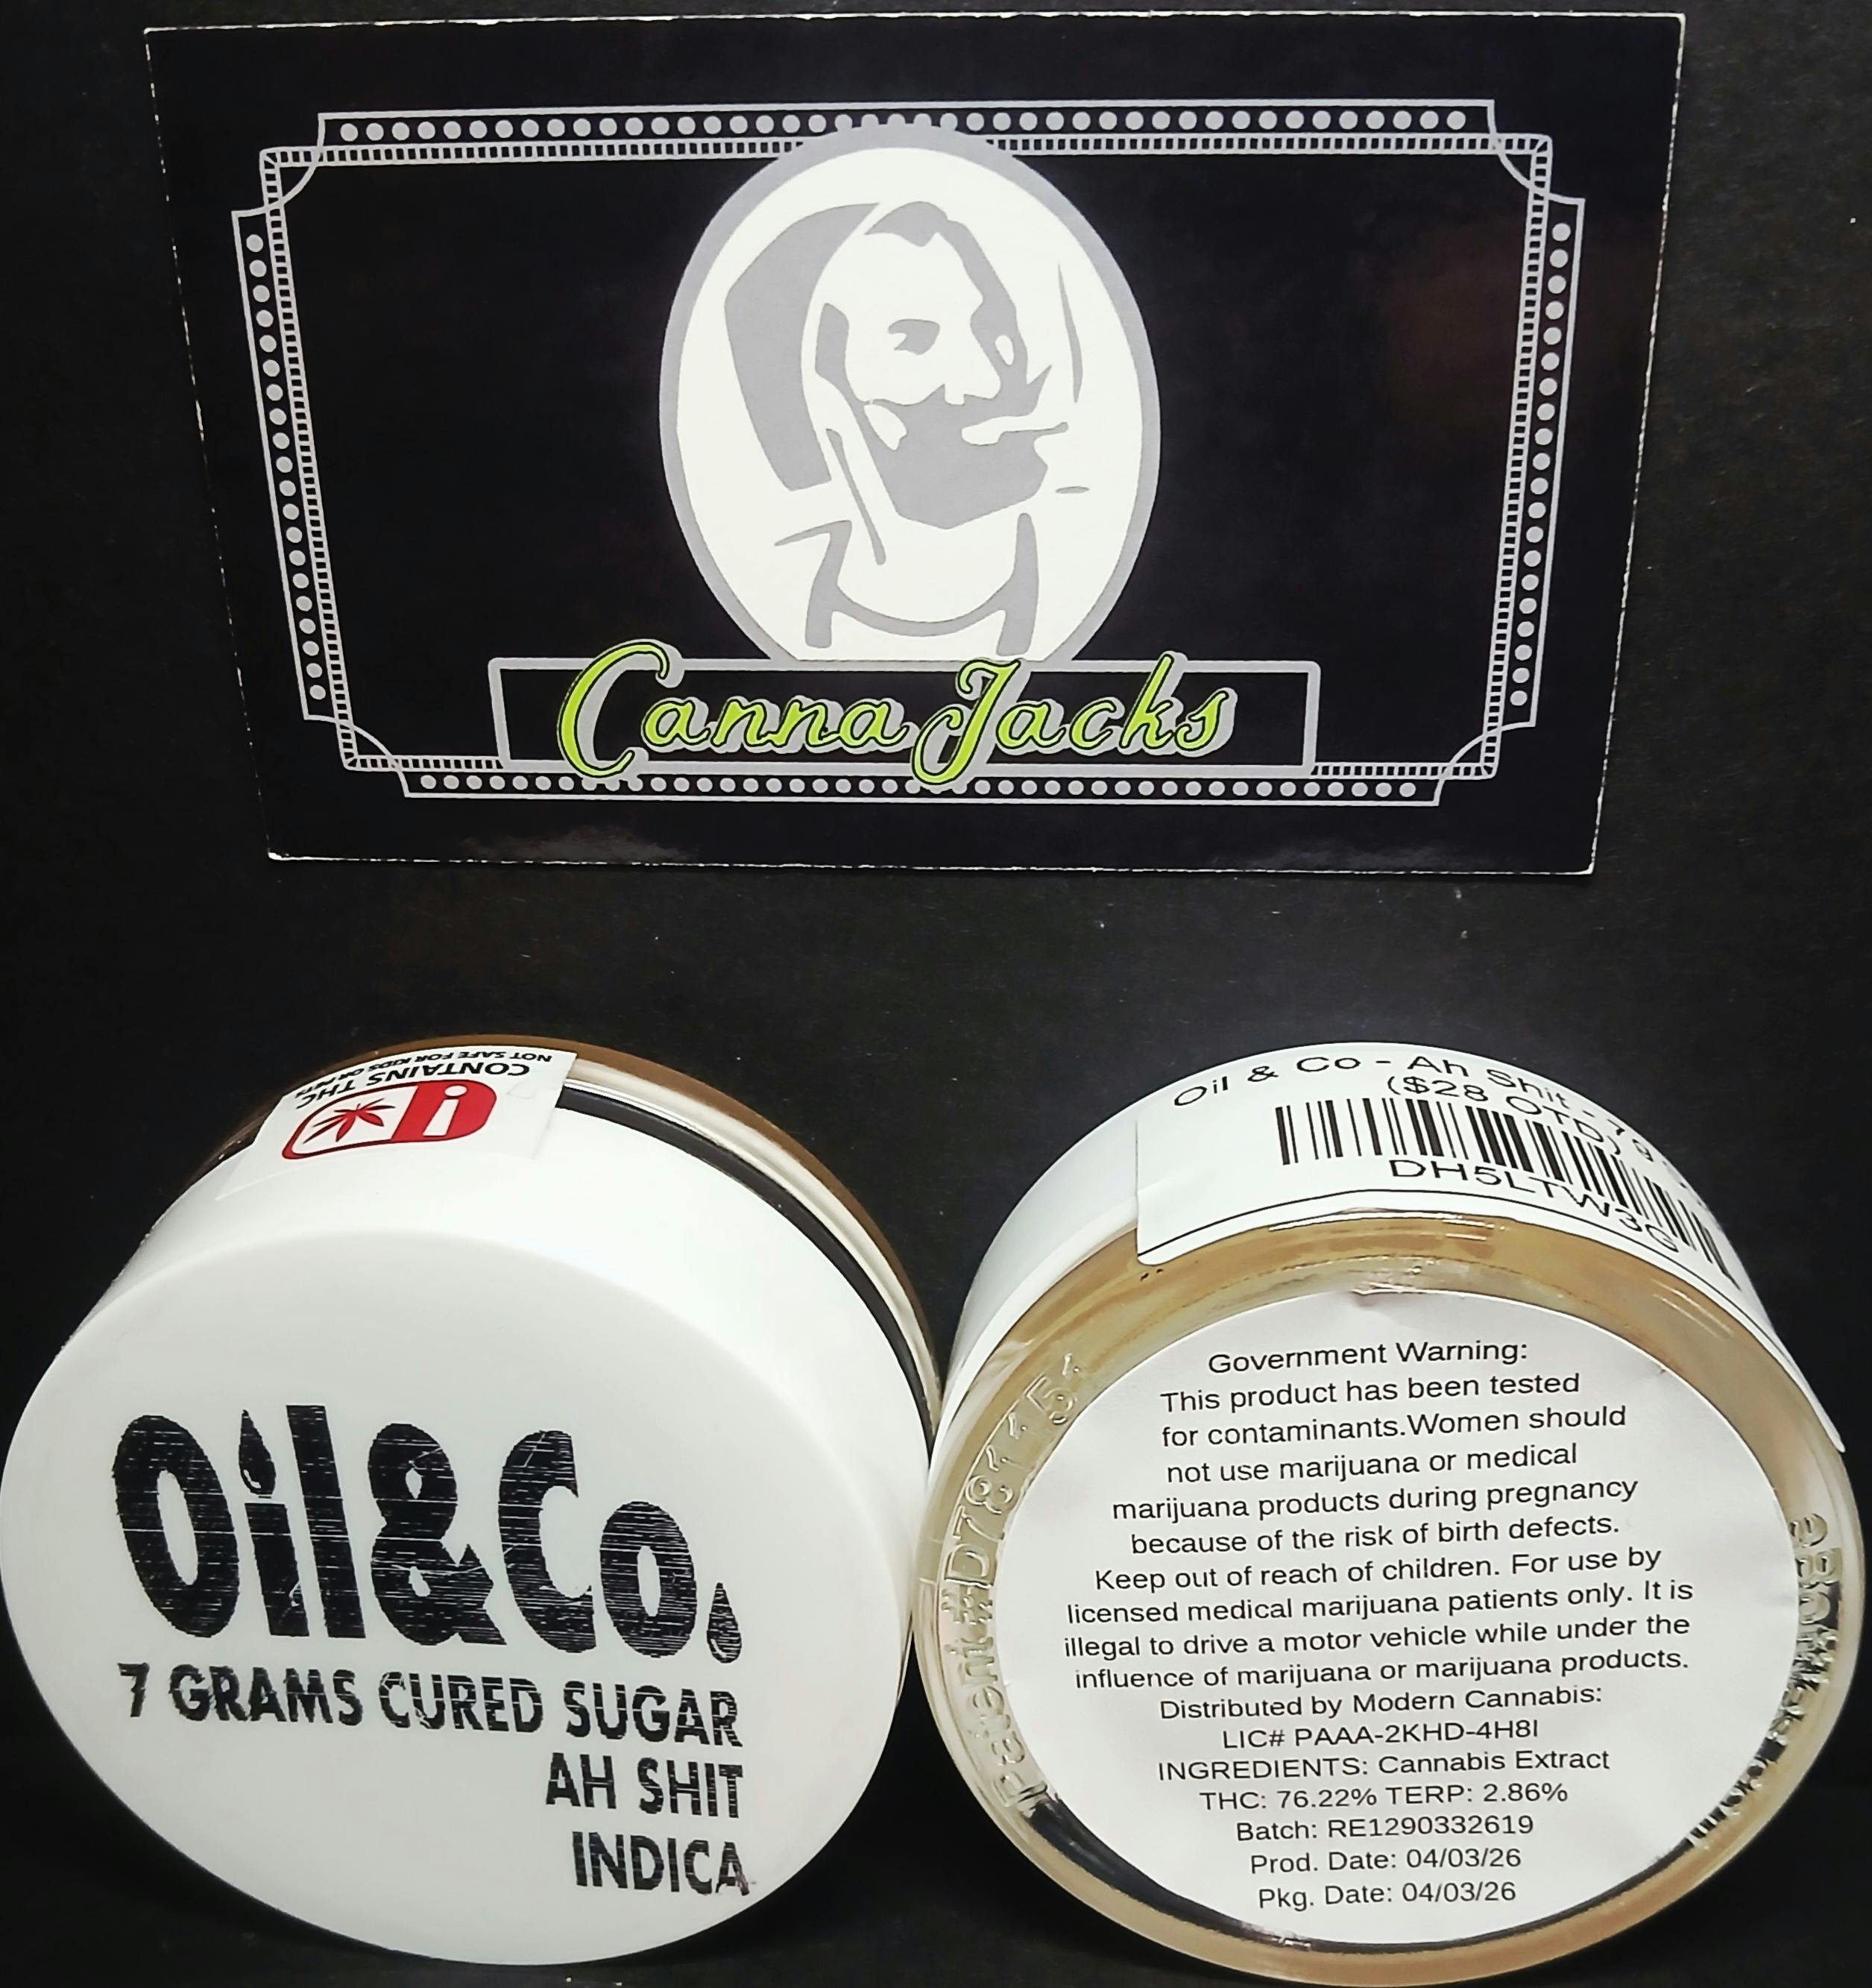 Canna Jacks
CONTAINS THC
NOT SAFE FOR KIDS OR PETS
Oil&Co.
7 GRAMS CURED SUGAR
AH SHIT
INDICA
Oil & Co - Ah Shit - 7g
($28 OTD)
DH5LTW3G
Government Warning:
This product has been tested
for contaminants.Women should
not use marijuana or medical
marijuana products during pregnancy
because of the risk of birth defects.
Keep out of reach of children. For use by
licensed medical marijuana patients only. It is
illegal to drive a motor vehicle while under the
influence of marijuana or marijuana products.
Distributed by Modern Cannabis:
LIC# PAAA-2KHD-4H8I
INGREDIENTS: Cannabis Extract
THC: 76.22% TERP: 2.86%
Batch: RE1290332619
Prod. Date: 04/03/26
Pkg. Date: 04/03/26
Patent #D78115